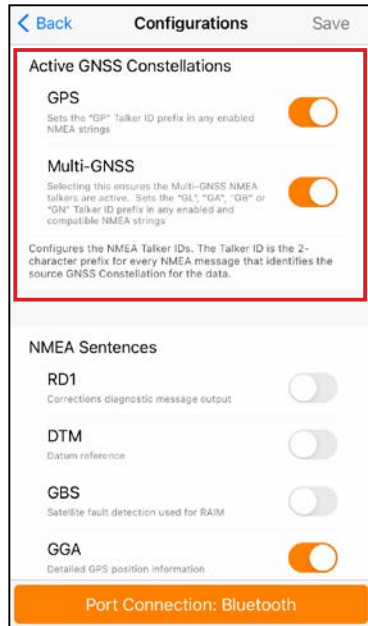 Back Configurations Save
Active GNSS Constellations
GPS
Sets the "GP" Talker ID prefix in any enabled
NMEA strings
Multi-GNSS
Selecting this ensures the Multi-GNSS NMEA
talkers are active. Sets the "GL", "GA", "GB" or
"GN" Talker ID prefix in any enabled and
compatible NMEA strings
Configures the NMEA Talker IDs. The Talker ID is the 2-
character prefix for every NMEA message that identifies the
source GNSS Constellation for the data.
NMEA Sentences
RD1
Corrections diagnostic message output
DTM
Datum reference
GBS
Satellite fault detection used for RAIM
GGA
Detailed GPS position information
Port Connection: Bluetooth